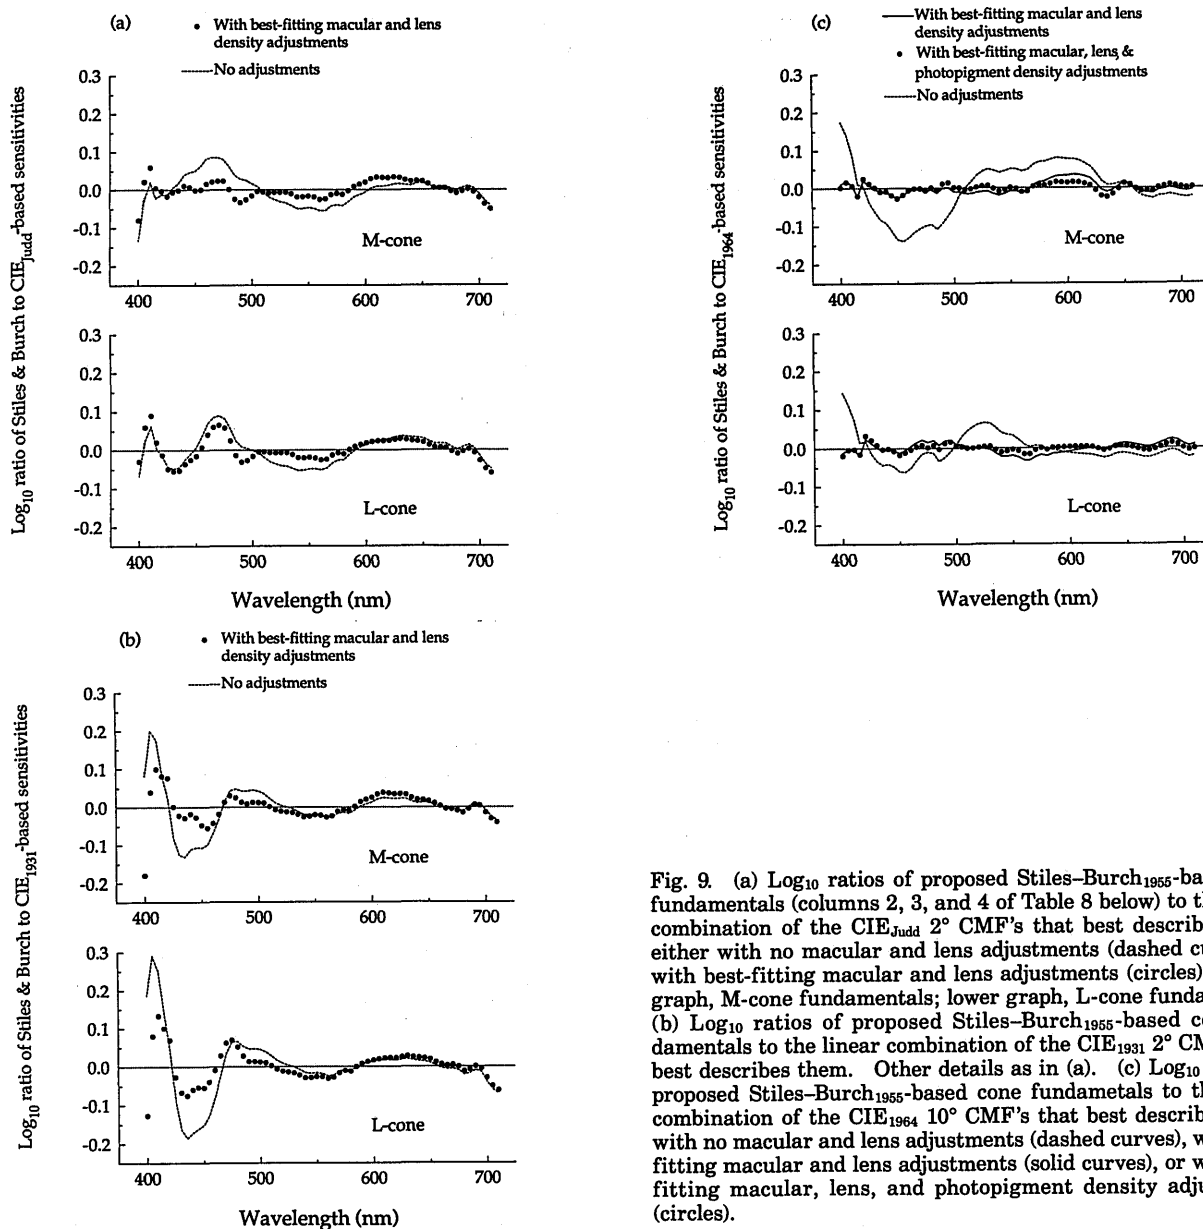 (a)
• With best-fitting macular and lens
density adjustments
No adjustments
Log10 ratio of Stiles & Burch to CIEJudd-based sensitivities
0.3
0.2
0.1
0.0
-0.1
-0.2
M-cone
400 500 600 700
0.3
0.2
0.1
0.0
-0.1
-0.2
L-cone
400 500 600 700
Wavelength (nm)
(b)
• With best-fitting macular and lens
density adjustments
No adjustments
Log10 ratio of Stiles & Burch to CIE1931-based sensitivities
0.3
0.2
0.1
0.0
-0.1
-0.2
M-cone
400 500 600 700
0.3
0.2
0.1
0.0
-0.1
-0.2
L-cone
400 500 600 700
Wavelength (nm)
(c)
With best-fitting macular and lens
density adjustments
• With best-fitting macular, lens, &
photopigment density adjustments
No adjustments
Log10 ratio of Stiles & Burch to CIE1964-based sensitivities
0.3
0.2
0.1
0.0
-0.1
-0.2
M-cone
400 500 600 700
0.3
0.2
0.1
0.0
-0.1
-0.2
L-cone
400 500 600 700
Wavelength (nm)
Fig. 9. (a) Log10 ratios of proposed Stiles–Burch1955-ba
fundamentals (columns 2, 3, and 4 of Table 8 below) to th
combination of the CIEJudd 2° CMF's that best describ
either with no macular and lens adjustments (dashed cu
with best-fitting macular and lens adjustments (circles)
graph, M-cone fundamentals; lower graph, L-cone funda
(b) Log10 ratios of proposed Stiles–Burch1955-based co
damentals to the linear combination of the CIE1931 2° CM
best describes them. Other details as in (a). (c) Log10
proposed Stiles–Burch1955-based cone fundametals to th
combination of the CIE1964 10° CMF's that best describ
with no macular and lens adjustments (dashed curves), w
fitting macular and lens adjustments (solid curves), or w
fitting macular, lens, and photopigment density adju
(circles).